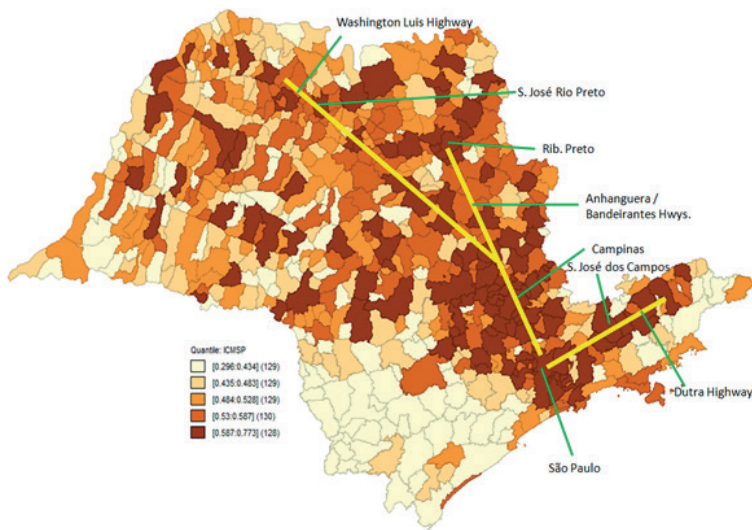 Washington Luis Highway
S. José Rio Preto
Rib. Preto
Anhanguera /
Bandeirantes Hwys.
Campinas
S. José dos Campos
Dutra Highway
São Paulo
Quantile: ICMSP
[0.296:0.434] (129)
[0.435:0.483] (129)
[0.484:0.528] (129)
[0.53:0.587] (130)
[0.587:0.773] (128)